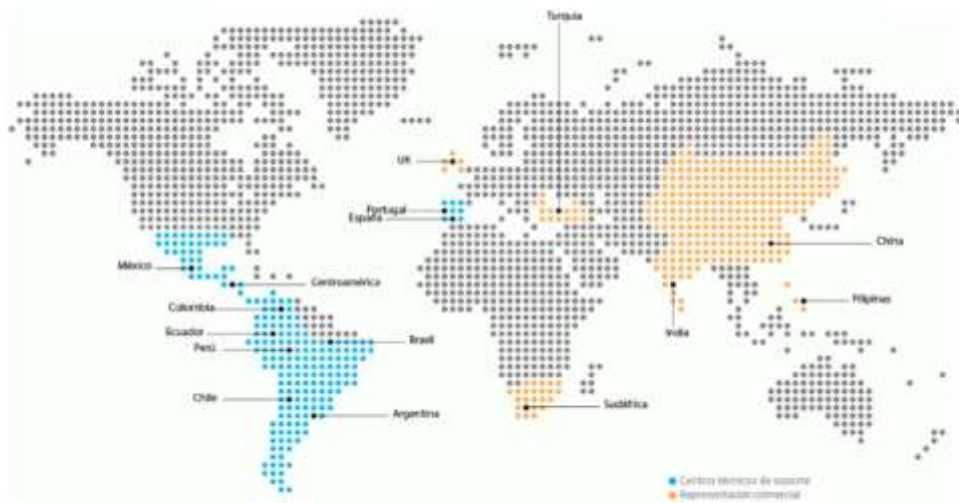 Turquia
UK
Portugal
España
China
México
Centroamérica
Colombia
Filipinas
Ecuador
India
Brasil
Perú
Chile
Sudáfrica
Argentina
Centros técnicos de soporte
Representación comercial